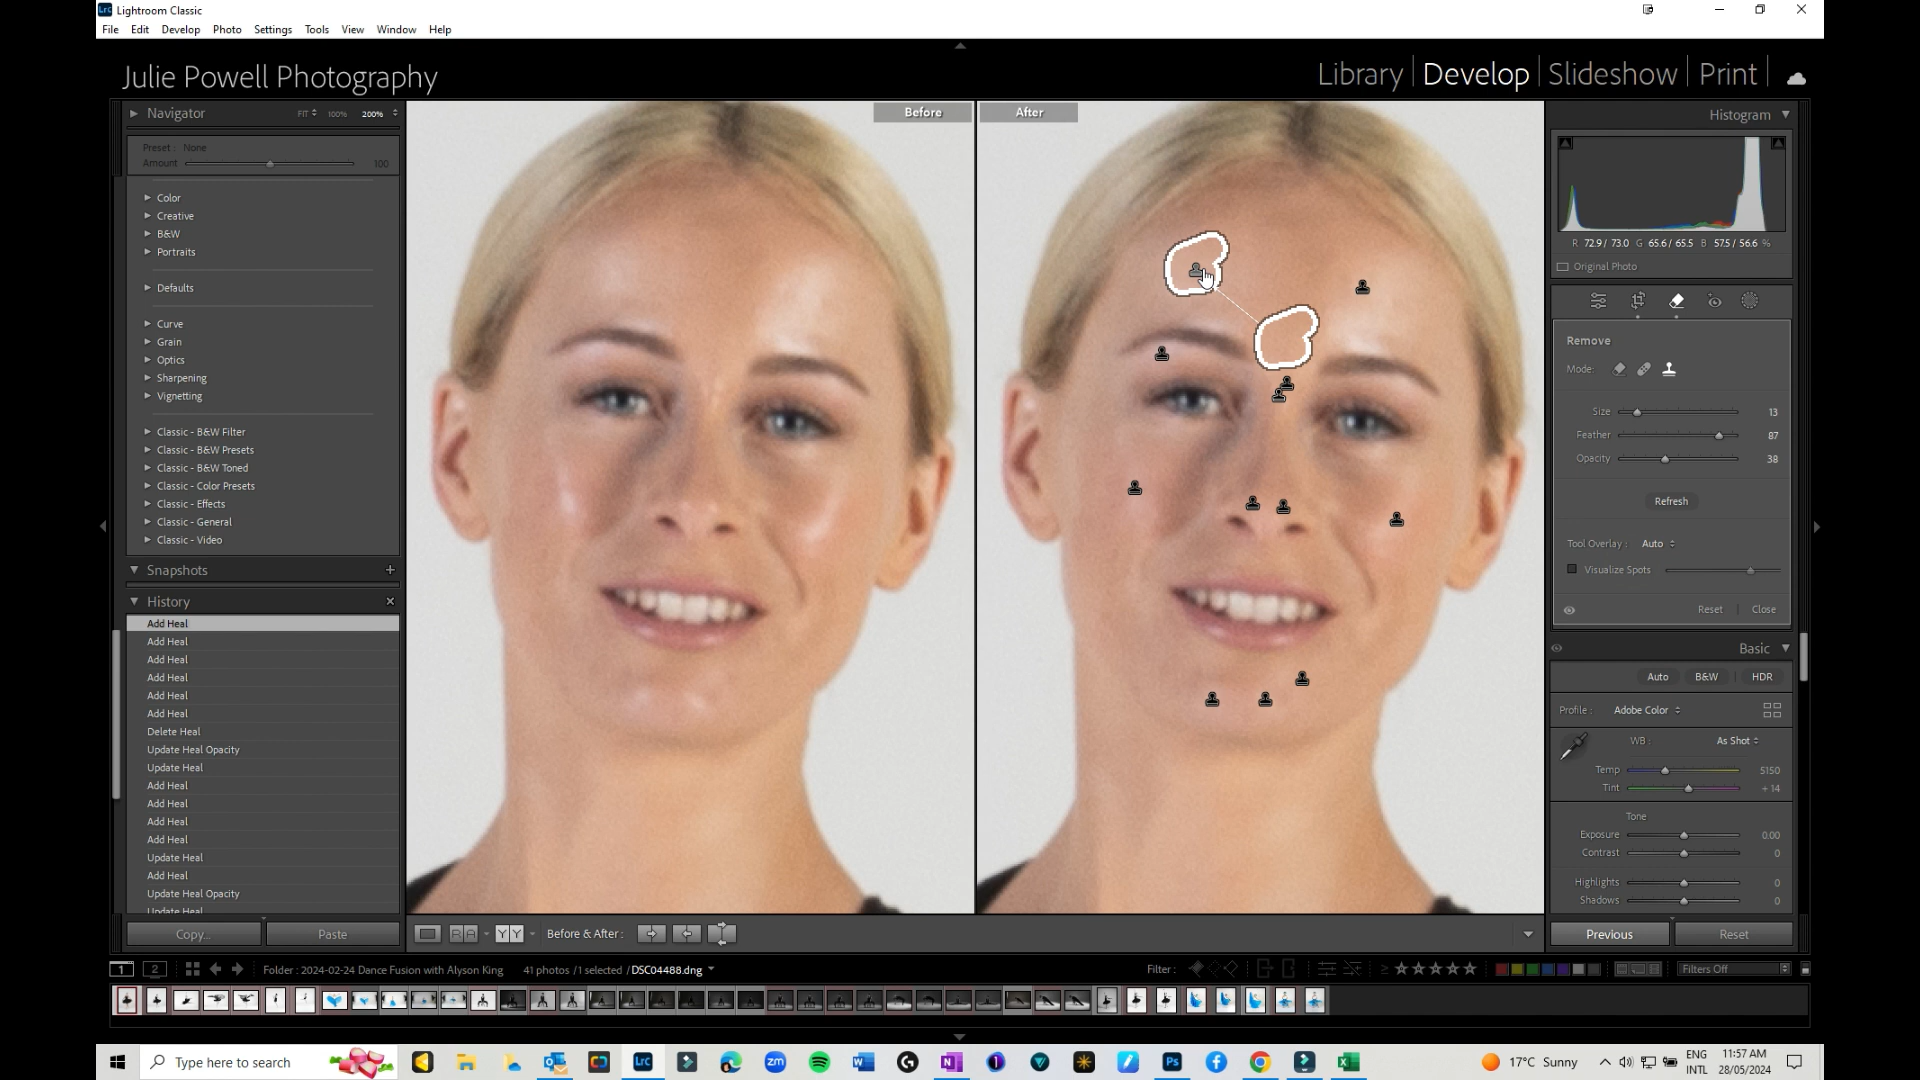 Lightroom Classic
File Edit Develop Photo Settings Tools View Window Help
Julie Powell Photography
Library Develop Slideshow Print
Navigator FIT 100% 200%
Preset : None
Amount 100
Color
Creative
B&W
Portraits
Defaults
Curve
Grain
Optics
Sharpening
Vignetting
Classic - B&W Filter
Classic - B&W Presets
Classic - B&W Toned
Classic - Color Presets
Classic - Effects
Classic - General
Classic - Video
Snapshots +
History
Add Heal
Add Heal
Add Heal
Add Heal
Add Heal
Add Heal
Delete Heal
Update Heal Opacity
Update Heal
Add Heal
Add Heal
Add Heal
Add Heal
Update Heal
Add Heal
Update Heal Opacity
Update Heal
Copy... Paste
Before After
Histogram
R 72.9 / 73.0 G 65.6 / 65.5 B 57.5 / 56.6 %
Original Photo
Remove
Mode:
Size 13
Feather 87
Opacity 38
Refresh
Tool Overlay : Auto
Visualize Spots
Reset Close
Basic
Auto B&W HDR
Profile : Adobe Color
WB : As Shot
Temp 5150
Tint + 14
Tone
Exposure 0.00
Contrast 0
Highlights 0
Shadows 0
Previous Reset
R A Y Y Before & After :
1 2 Folder : 2024-02-24 Dance Fusion with Alyson King 41 photos / 1 selected / DSC04488.dng Filter : Filters Off
Type here to search
17°C Sunny ENG INTL 11:57 AM 28/05/2024